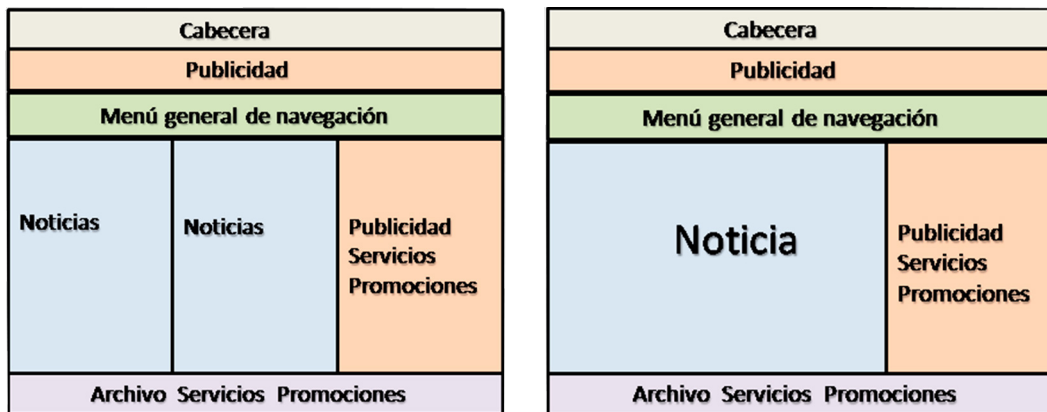 Cabecera
Publicidad
Menú general de navegación
Noticias
Noticias
Publicidad
Servicios
Promociones
Archivo Servicios Promociones
Cabecera
Publicidad
Menú general de navegación
Noticia
Publicidad
Servicios
Promociones
Archivo Servicios Promociones